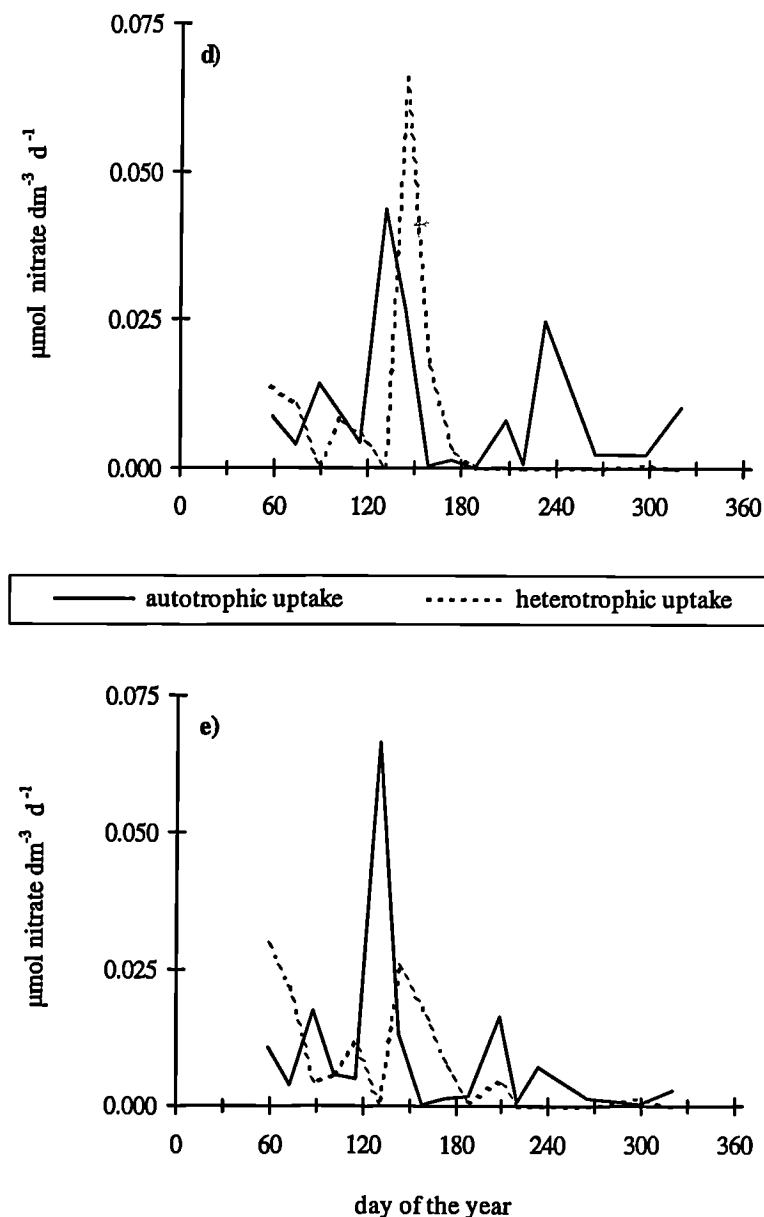 d)
0.075
0.050
0.025
0.000
µmol nitrate dm⁻³ d⁻¹
0 60 120 180 240 300 360
autotrophic uptake heterotrophic uptake
e)
0.075
0.050
0.025
0.000
µmol nitrate dm⁻³ d⁻¹
0 60 120 180 240 300 360
day of the year